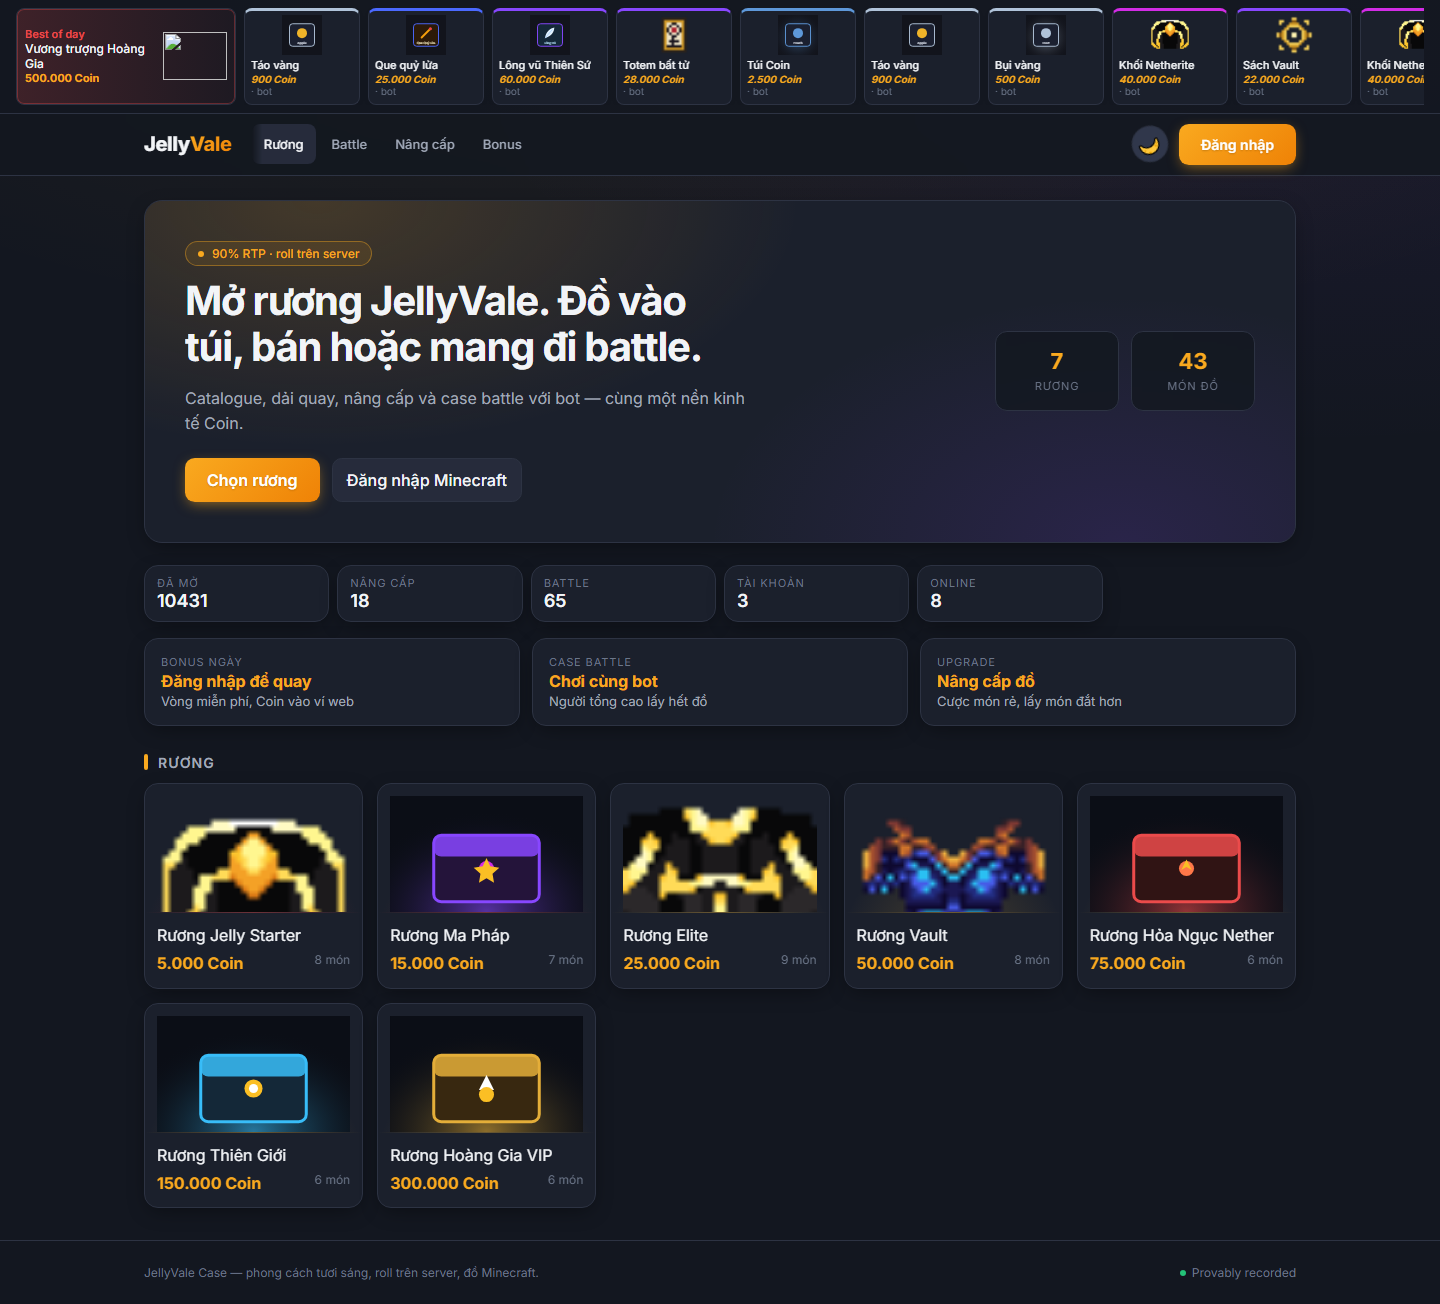 Best of day
Vương trượng Hoàng
Gia
500.000 Coin
Táo vàng
900 Coin
· bot
Que quỷ lửa
25.000 Coin
· bot
Lông vũ Thiên Sứ
60.000 Coin
· bot
Totem bất tử
28.000 Coin
· bot
Túi Coin
2.500 Coin
· bot
Táo vàng
900 Coin
· bot
Bụi vàng
500 Coin
· bot
Khối Netherite
40.000 Coin
· bot
Sách Vault
22.000 Coin
· bot
Khối Nethe
40.000 Coi
· bot
JellyVale
Rương
Battle
Nâng cấp
Bonus
Đăng nhập
90% RTP · roll trên server
Mở rương JellyVale. Đồ vào
túi, bán hoặc mang đi battle.
Catalogue, dải quay, nâng cấp và case battle với bot — cùng một nền kinh
tế Coin.
Chọn rương
Đăng nhập Minecraft
7
RƯƠNG
43
MÓN ĐỒ
ĐÃ MỞ
10431
NÂNG CẤP
18
BATTLE
65
TÀI KHOẢN
3
ONLINE
8
BONUS NGÀY
Đăng nhập để quay
Vòng miễn phí, Coin vào ví web
CASE BATTLE
Chơi cùng bot
Người tổng cao lấy hết đồ
UPGRADE
Nâng cấp đồ
Cược món rẻ, lấy món đắt hơn
RƯƠNG
Rương Jelly Starter
5.000 Coin
8 món
Rương Ma Pháp
15.000 Coin
7 món
Rương Elite
25.000 Coin
9 món
Rương Vault
50.000 Coin
8 món
Rương Hỏa Ngục Nether
75.000 Coin
6 món
Rương Thiên Giới
150.000 Coin
6 món
Rương Hoàng Gia VIP
300.000 Coin
6 món
JellyVale Case — phong cách tươi sáng, roll trên server, đồ Minecraft.
Provably recorded